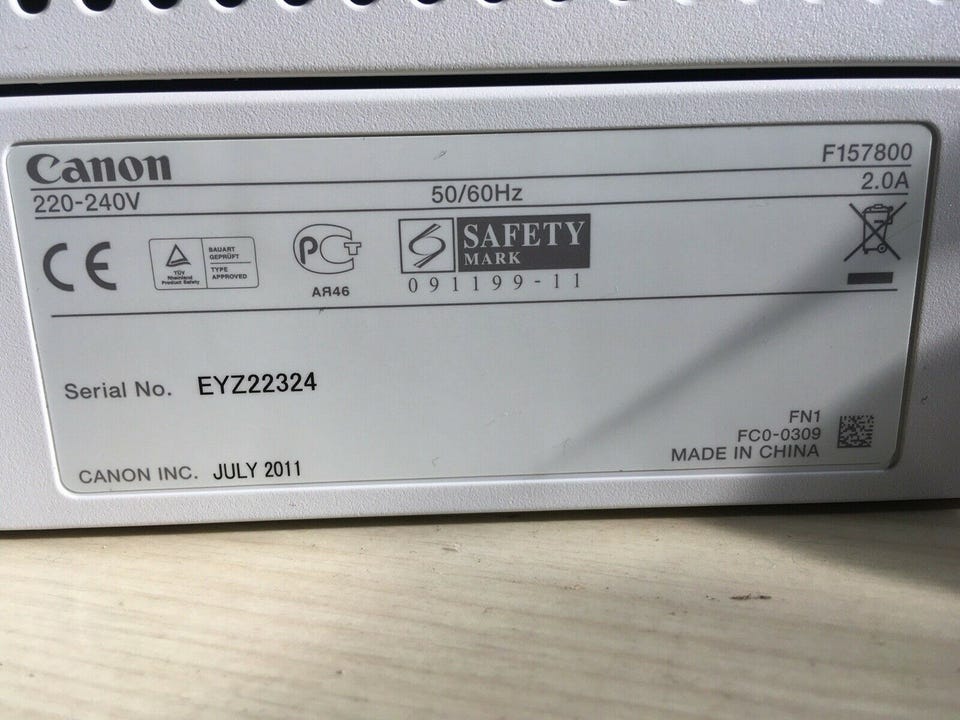 Canon
F157800
220-240V 50/60Hz 2.0A
CE
TÜV
Rheinland
Product Safety
BAUART
GEPRÜFT
TYPE
APPROVED
РСТ
АЯ46
S
SAFETY
MARK
091199-11
Serial No. EYZ22324
FN1
FC0-0309
MADE IN CHINA
CANON INC. JULY 2011